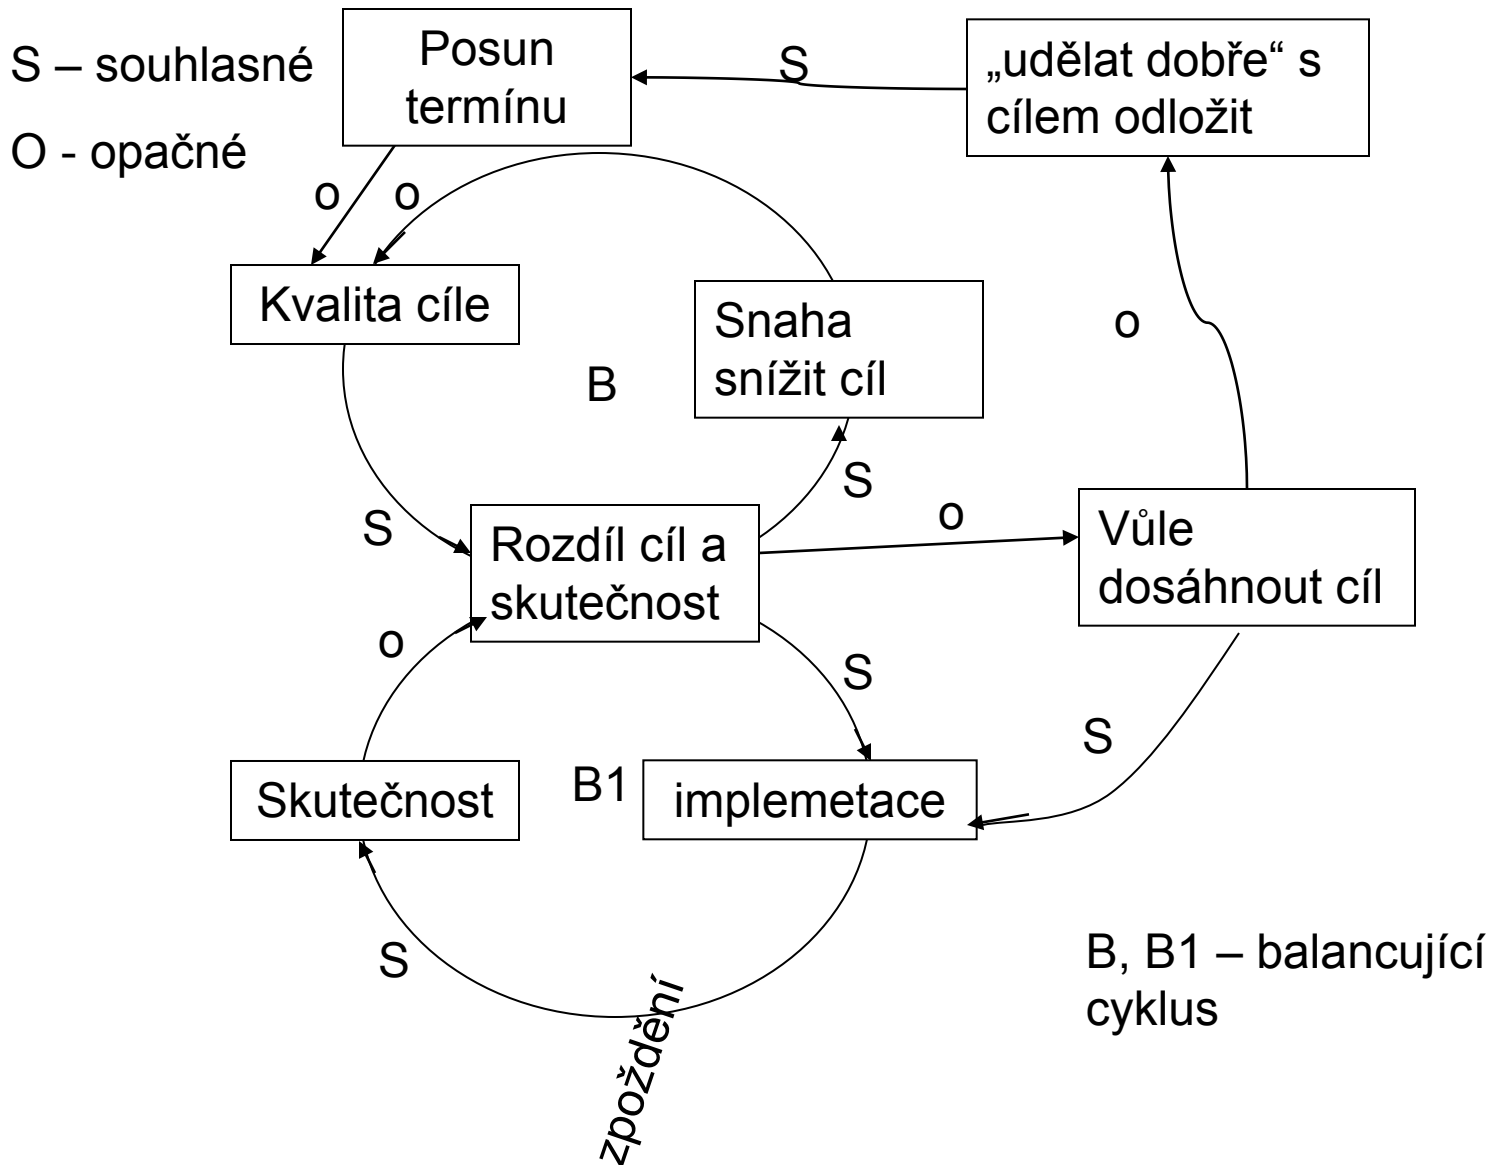 S – souhlasné
O - opačné
Posun
termínu
S
„udělat dobře“ s
cílem odložit
o
o
Kvalita cíle
Snaha
snížit cíl
o
B
S
S
Rozdíl cíl a
skutečnost
o
Vůle
dosáhnout cíl
o
S
S
Skutečnost
B1
implemetace
S
zpoždění
B, B1 – balancující
cyklus